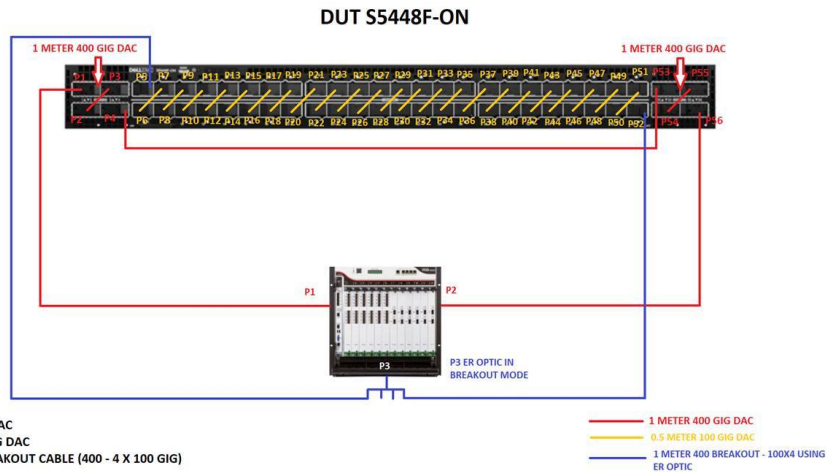 DUT S5448F-ON
1 METER 400 GIG DAC
1 METER 400 GIG DAC
P1 P3 P5 P7 P9 P11 P13 P15 P17 P19 P21 P23 P25 P27 P29 P31 P33 P35 P37 P39 P41 P43 P45 P47 P49 P51 P53 P55
P2 P4 P6 P8 P10 P12 P14 P16 P18 P20 P22 P24 P26 P28 P30 P32 P34 P36 P38 P40 P42 P44 P46 P48 P50 P52 P54 P56
P1
P2
P3
P3 ER OPTIC IN
BREAKOUT MODE
AC
G DAC
AKOUT CABLE (400 - 4 X 100 GIG)
1 METER 400 GIG DAC
0.5 METER 100 GIG DAC
1 METER 400 BREAKOUT - 100X4 USING
ER OPTIC